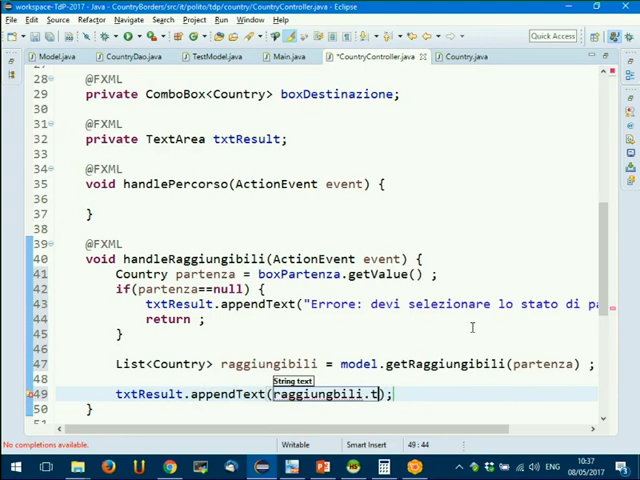 workspace-TdP-2017 - Java - CountryBorders/src/it/polito/tdp/country/CountryController.java - Eclipse
File Edit Source Refactor Navigate Search Project Run Window Help
Quick Access
Model.java CountryDao.java TestModel.java Main.java *CountryController.java Country.java
28 @FXML
29 private ComboBox<Country> boxDestinazione;
30
31 @FXML
32 private TextArea txtResult;
33
34 @FXML
35 void handlePercorso(ActionEvent event) {
36
37 }
38
39 @FXML
40 void handleRaggiungibili(ActionEvent event) {
41 Country partenza = boxPartenza.getValue() ;
42 if(partenza==null) {
43 txtResult.appendText("Errore: devi selezionare lo stato di pa
44 return ;
45 }
46
47 List<Country> raggiungibili = model.getRaggiungibili(partenza) ;
48
String text
49 txtResult.appendText(raggiungbili.t);
50 }
No completions available.
Writable
Smart Insert
49 : 44
10:37
08/05/2017